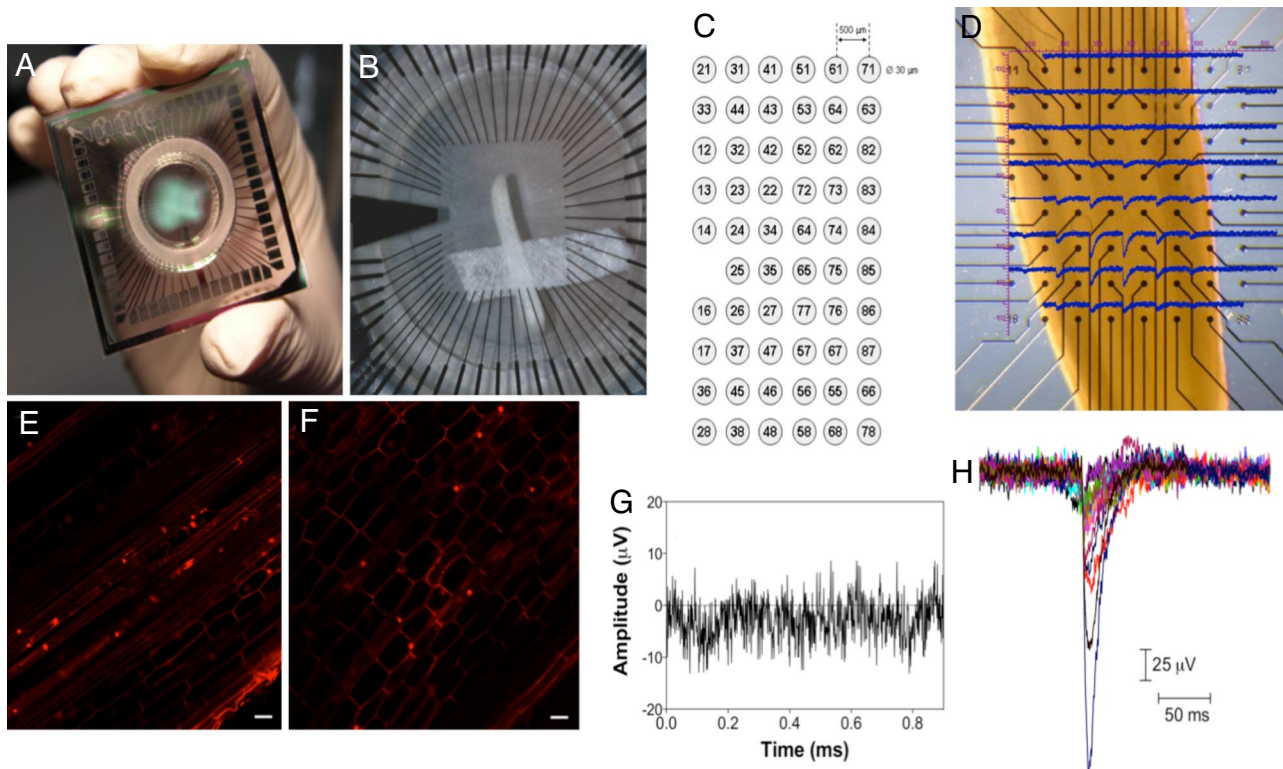 A
B
C
500 µm
21 31 41 51 61 71 Ø 30 µm
33 44 43 53 64 63
12 32 42 52 62 82
13 23 22 72 73 83
14 24 34 64 74 84
25 35 65 75 85
16 26 27 77 76 86
17 37 47 57 67 87
36 45 46 56 55 66
28 38 48 58 68 78
D
E
F
G
Amplitude (µV)
20
10
0
-10
-20
0.0 0.2 0.4 0.6 0.8
Time (ms)
H
25 µV
50 ms